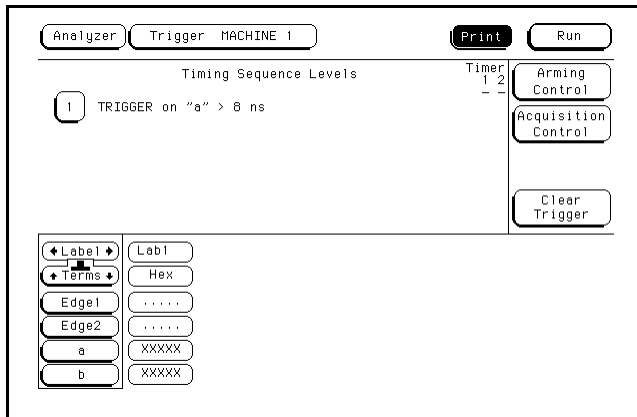 Analyzer Trigger MACHINE 1 Print Run
Timing Sequence Levels
Timer
1 2
- -
1 TRIGGER on "a" > 8 ns
Arming
Control
Acquisition
Control
Clear
Trigger
Label Lab1
Terms Hex
Edge1 .....
Edge2 .....
a XXXXX
b XXXXX